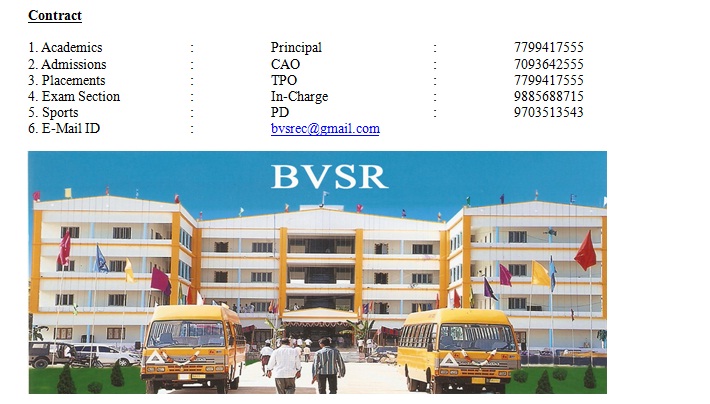 Contract
1. Academics : Principal : 7799417555
2. Admissions : CAO : 7093642555
3. Placements : TPO : 7799417555
4. Exam Section : In-Charge : 9885688715
5. Sports : PD : 9703513543
6. E-Mail ID : bvsrec@gmail.com
BVSR